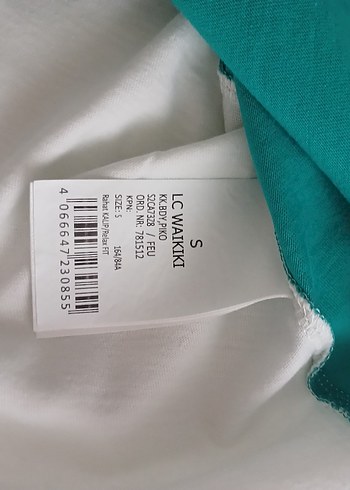 S
LC WAIKIKI
KK.BDY.PIKO
S2CA73Z8 / FEU
ORD. NR: 781512
KPN:
SIZE: S 164/84A
Rahat KALIP/Relax FIT
4 066647 230855